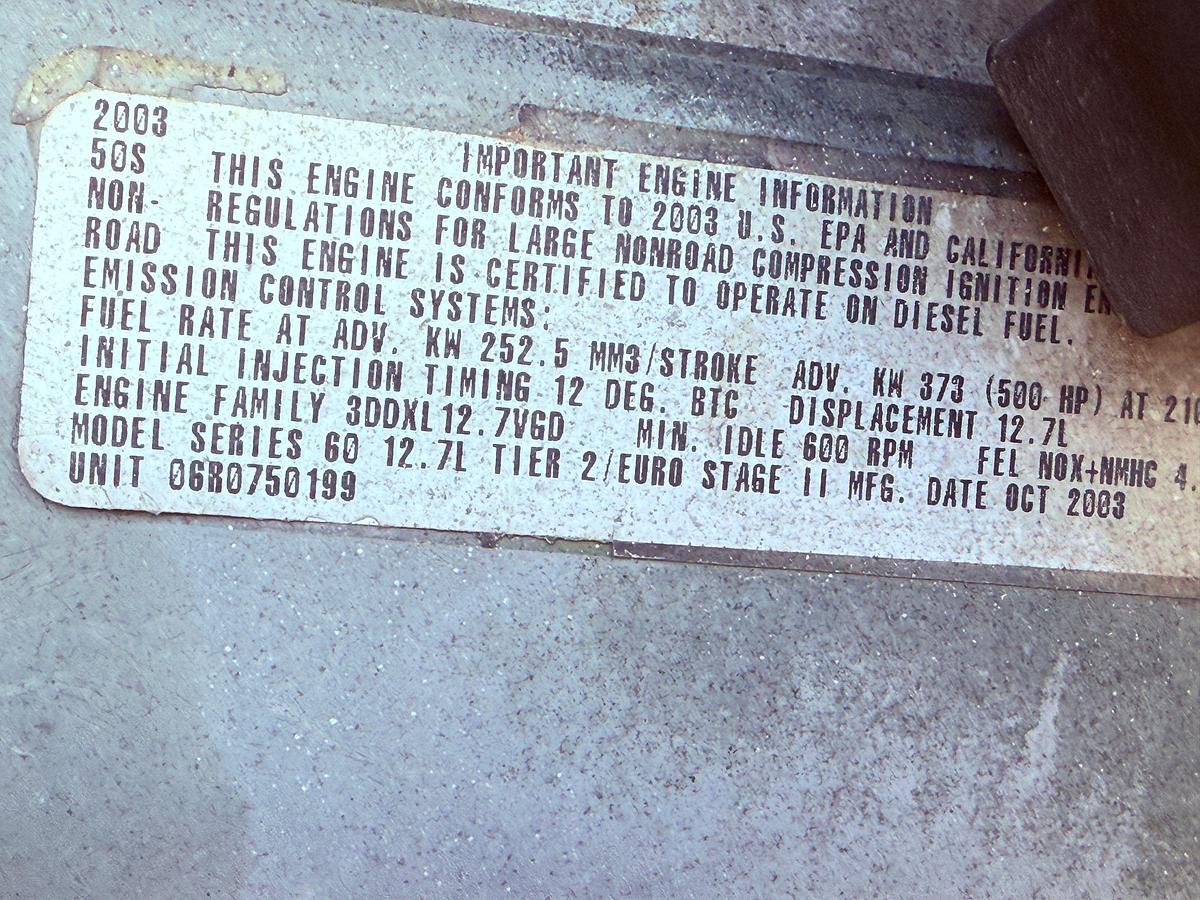 2003
50S IMPORTANT ENGINE INFORMATION
NON- THIS ENGINE CONFORMS TO 2003 U.S. EPA AND
ROAD REGULATIONS FOR LARGE NONROAD COMPRESSION IGNITION
THIS ENGINE IS CERTIFIED TO OPERATE ON DIESEL FUEL.
EMISSION CONTROL SYSTEMS:
FUEL RATE AT ADV. KW 252.5 MM3/STROKE ADV. KW 373 (500 HP) AT
INITIAL INJECTION TIMING 12 DEG. BTC DISPLACEMENT 12.7L
ENGINE FAMILY 3DDXL12.7VGD MIN. IDLE 600 RPM FEL NOX+NMHC
MODEL SERIES 60 12.7L TIER 2/EURO STAGE II MFG. DATE OCT 2003
UNIT 06R0750199